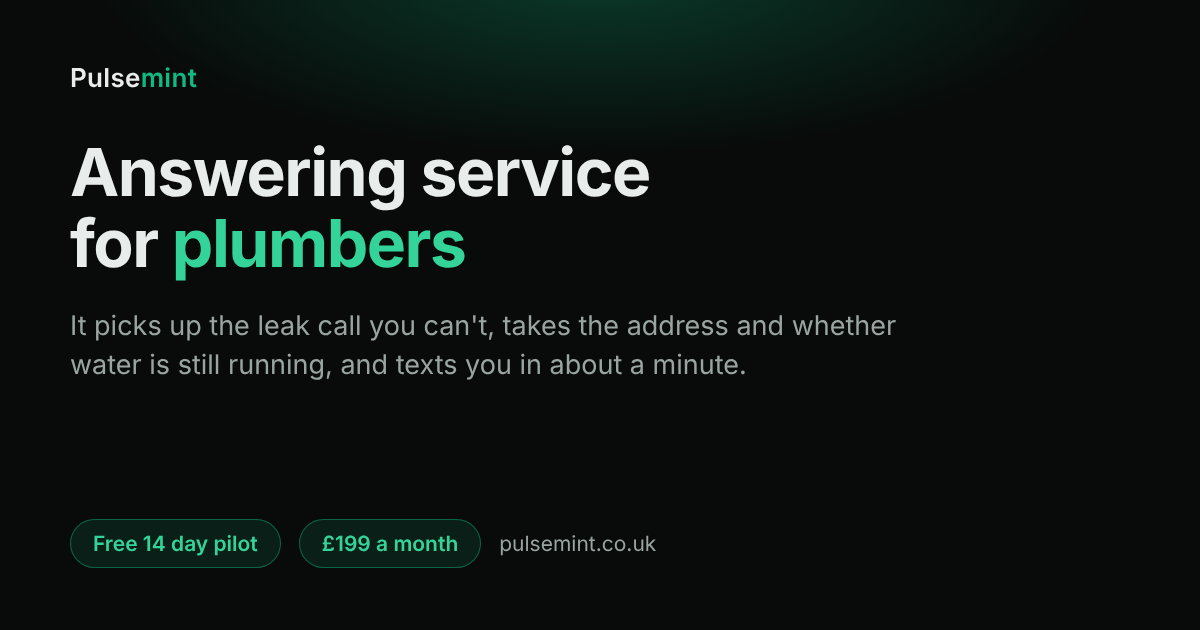 Pulsemint
Answering service
for plumbers
It picks up the leak call you can't, takes the address and whether
water is still running, and texts you in about a minute.
Free 14 day pilot
£199 a month
pulsemint.co.uk